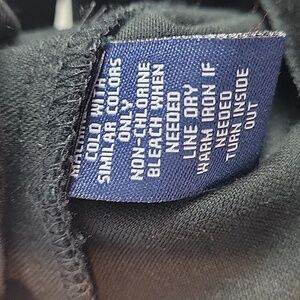 COLD WITH
SIMILAR COLORS
ONLY
NON-CHLORINE
BLEACH WHEN
NEEDED
LINE DRY
WARM IRON IF
NEEDED
TURN INSIDE
OUT